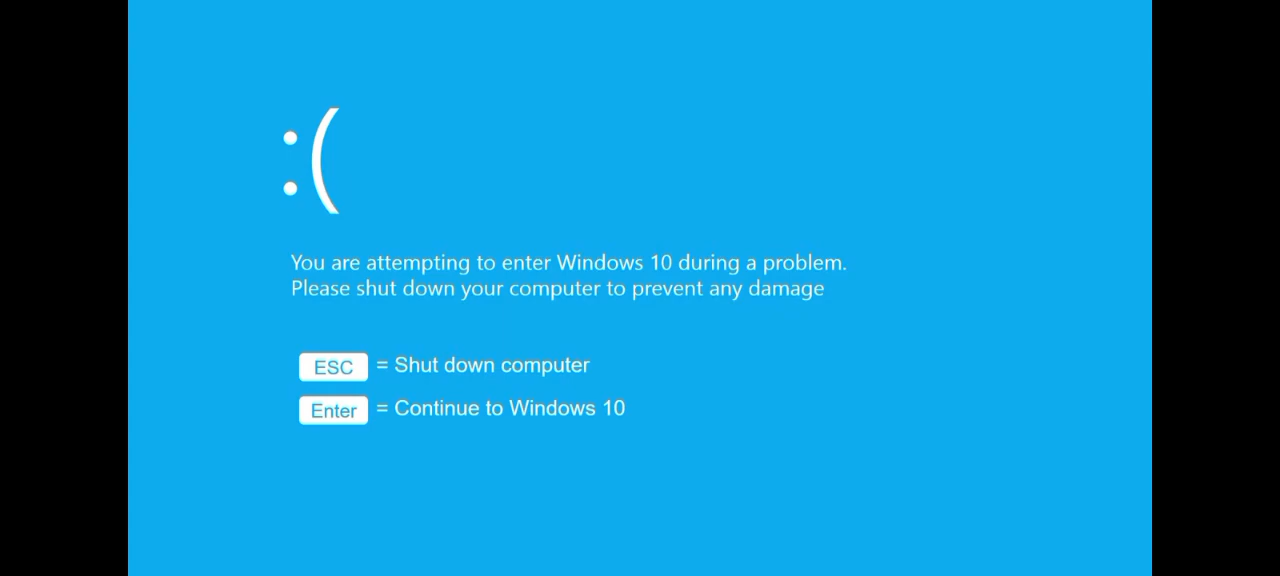 :(
You are attempting to enter Windows 10 during a problem.
Please shut down your computer to prevent any damage
ESC = Shut down computer
Enter = Continue to Windows 10